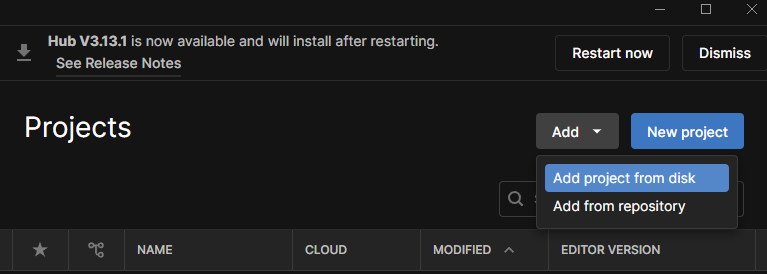 Hub V3.13.1 is now available and will install after restarting.
See Release Notes
Restart now
Dismiss
Projects
Add
New project
Add project from disk
Add from repository
NAME
CLOUD
MODIFIED
EDITOR VERSION